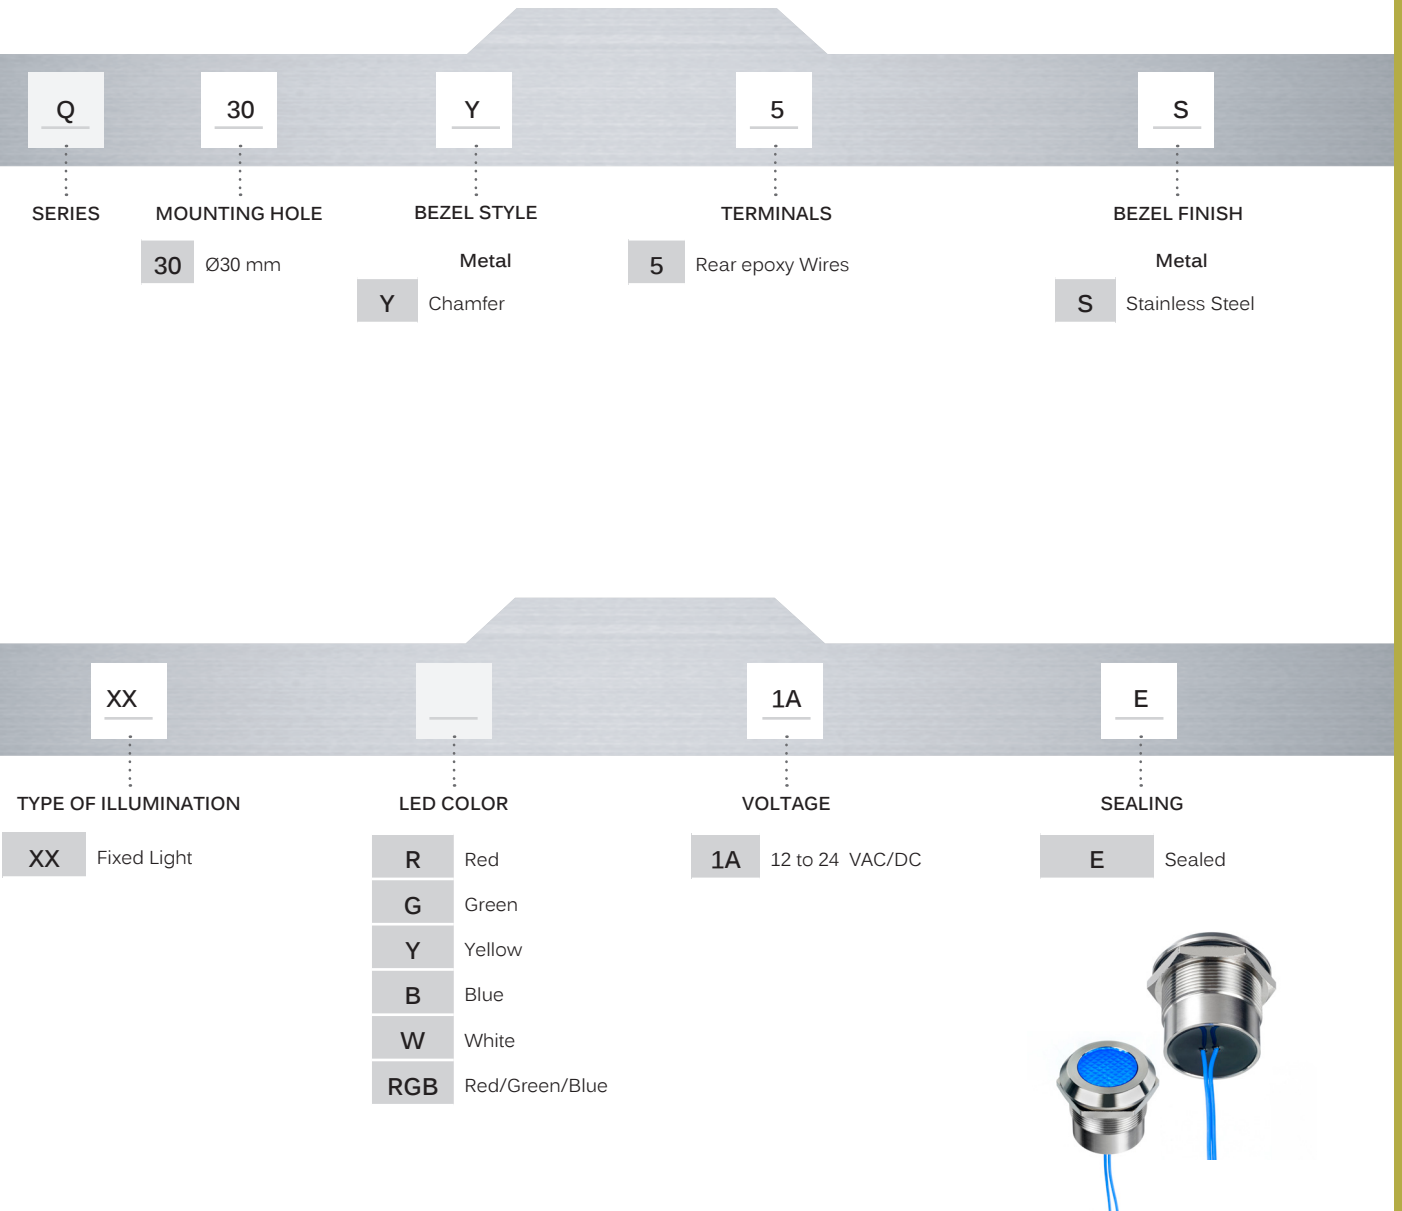 Q 30 Y 5 S
SERIES MOUNTING HOLE BEZEL STYLE TERMINALS BEZEL FINISH
30 Ø30 mm Metal 5 Rear epoxy Wires Metal
Y Chamfer S Stainless Steel
XX 1A E
TYPE OF ILLUMINATION LED COLOR VOLTAGE SEALING
XX Fixed Light R Red 1A 12 to 24 VAC/DC E Sealed
G Green
Y Yellow
B Blue
W White
RGB Red/Green/Blue